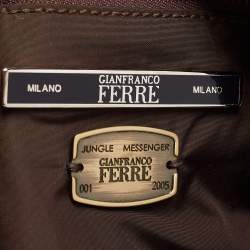 MILANO GIANFRANCO FERRE MILANO
JUNGLE MESSENGER
GIANFRANCO
FERRE
001 2005